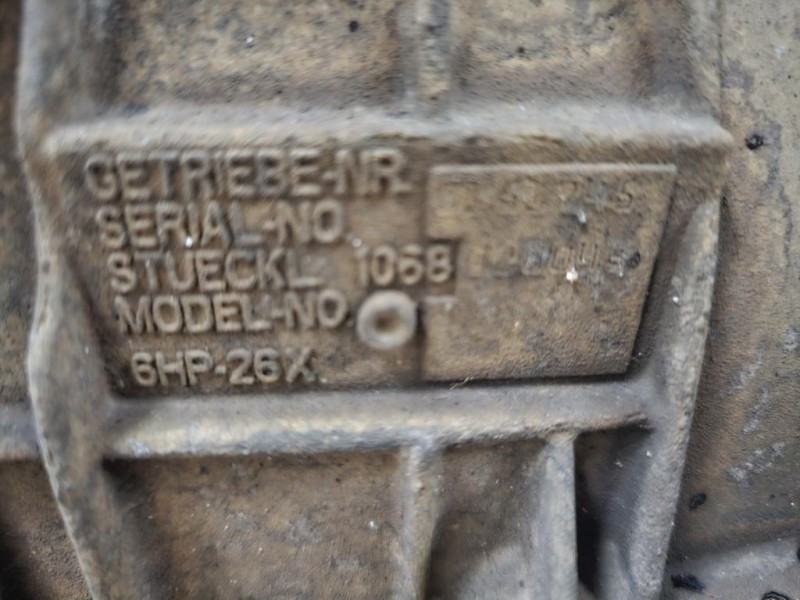 GETRIEBE-NR.
SERIAL-NO.
STUECKL. 1068
MODEL-NO.
6HP-26X